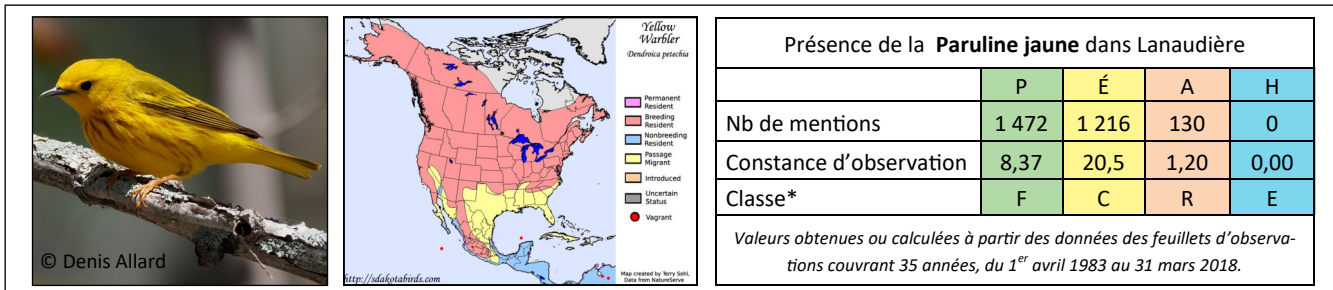 © Denis Allard
Yellow
Warbler
Dendroica petechia
Permanent
Resident
Breeding
Resident
Nonbreeding
Resident
Passage
Migrant
Introduced
Uncertain
Status
Vagrant
http://sdakotabirds.com
Map created by Terry Sohl,
Data from NatureServe
Présence de la Paruline jaune dans Lanaudière
P É A H
Nb de mentions 1 472 1 216 130 0
Constance d’observation 8,37 20,5 1,20 0,00
Classe* F C R E
Valeurs obtenues ou calculées à partir des données des feuillets d’observa-
tions couvrant 35 années, du 1er avril 1983 au 31 mars 2018.